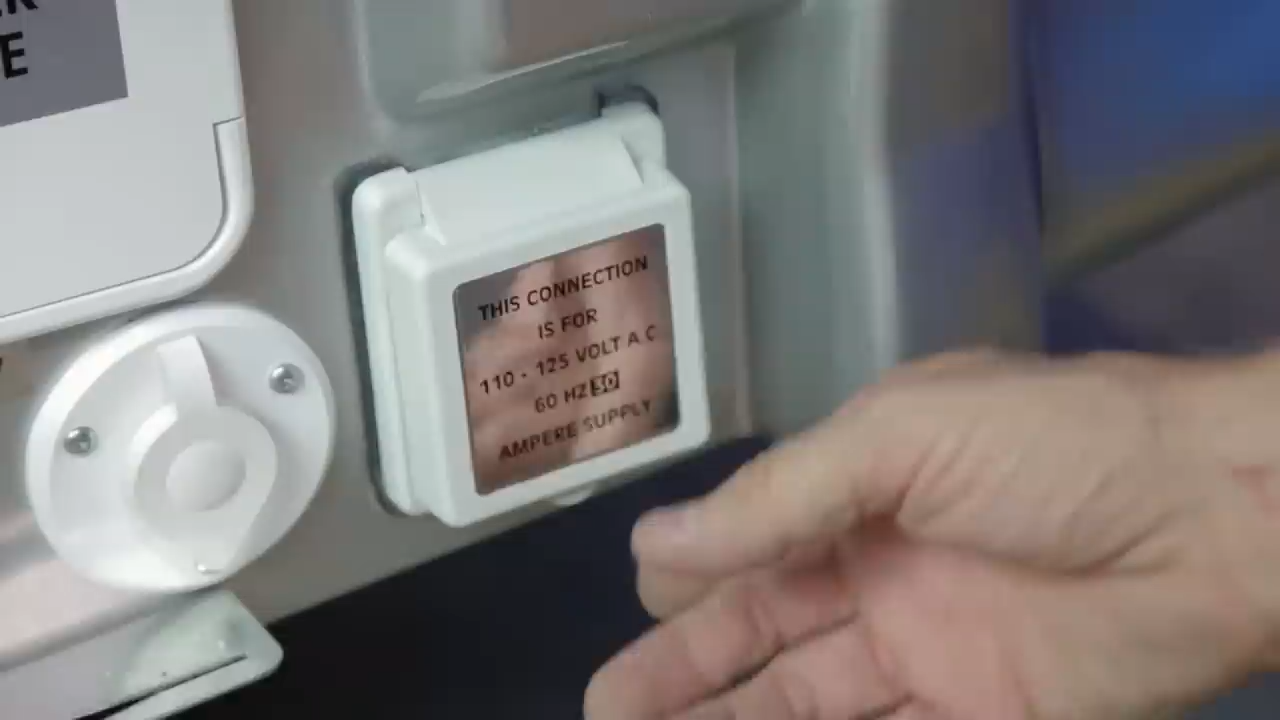 THIS CONNECTION
IS FOR
110 - 125 VOLT A C
60 HZ 30
AMPERE SUPPLY